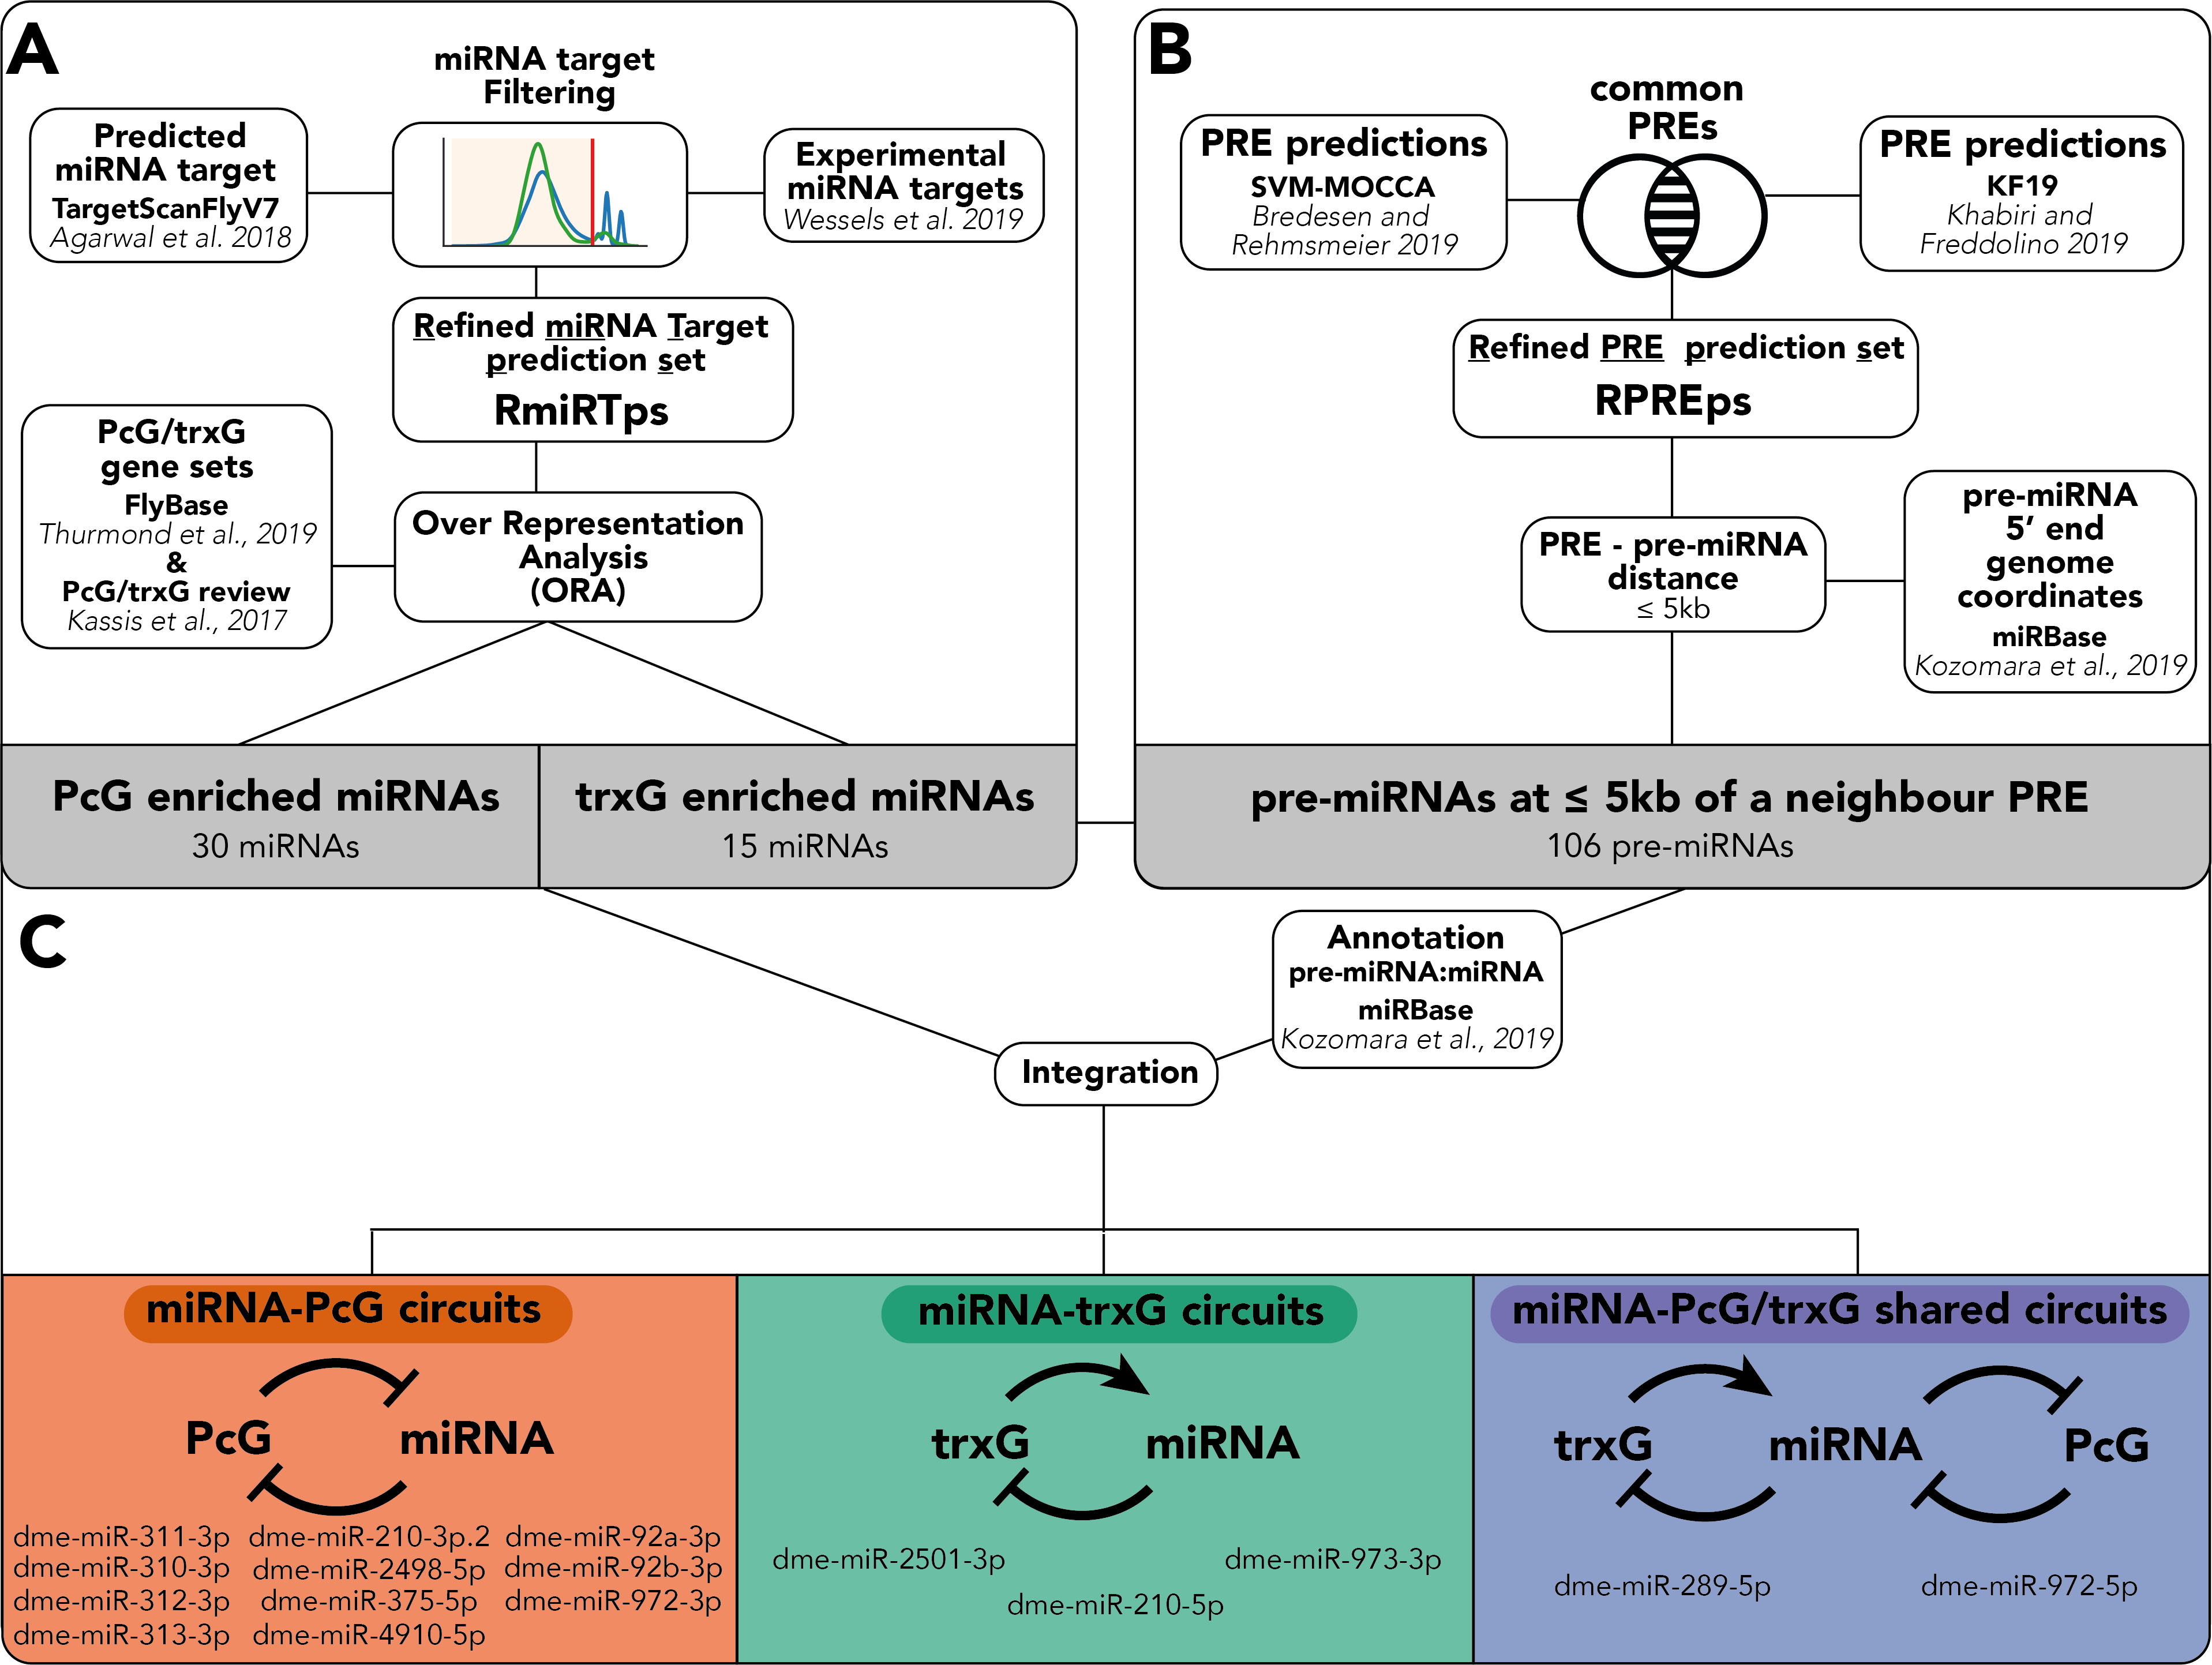 A
miRNA target
Filtering
Predicted
miRNA target
TargetScanFlyV7
Agarwal et al. 2018
Experimental
miRNA targets
Wessels et al. 2019
Refined miRNA Target
prediction set
RmiRTps
PcG/trxG
gene sets
FlyBase
Thurmond et al., 2019
&
PcG/trxG review
Kassis et al., 2017
Over Representation
Analysis
(ORA)
PcG enriched miRNAs
30 miRNAs
trxG enriched miRNAs
15 miRNAs
B
common
PREs
PRE predictions
SVM-MOCCA
Bredesen and
Rehmsmeier 2019
PRE predictions
KF19
Khabiri and
Freddolino 2019
Refined PRE prediction set
RPREps
PRE - pre-miRNA
distance
≤ 5kb
pre-miRNA
5’ end
genome
coordinates
miRBase
Kozomara et al., 2019
pre-miRNAs at ≤ 5kb of a neighbour PRE
106 pre-miRNAs
C
Annotation
pre-miRNA:miRNA
miRBase
Kozomara et al., 2019
Integration
miRNA-PcG circuits
PcG miRNA
dme-miR-311-3p dme-miR-210-3p.2 dme-miR-92a-3p
dme-miR-310-3p dme-miR-2498-5p dme-miR-92b-3p
dme-miR-312-3p dme-miR-375-5p dme-miR-972-3p
dme-miR-313-3p dme-miR-4910-5p
miRNA-trxG circuits
trxG miRNA
dme-miR-2501-3p dme-miR-973-3p
dme-miR-210-5p
miRNA-PcG/trxG shared circuits
trxG miRNA PcG
dme-miR-289-5p dme-miR-972-5p